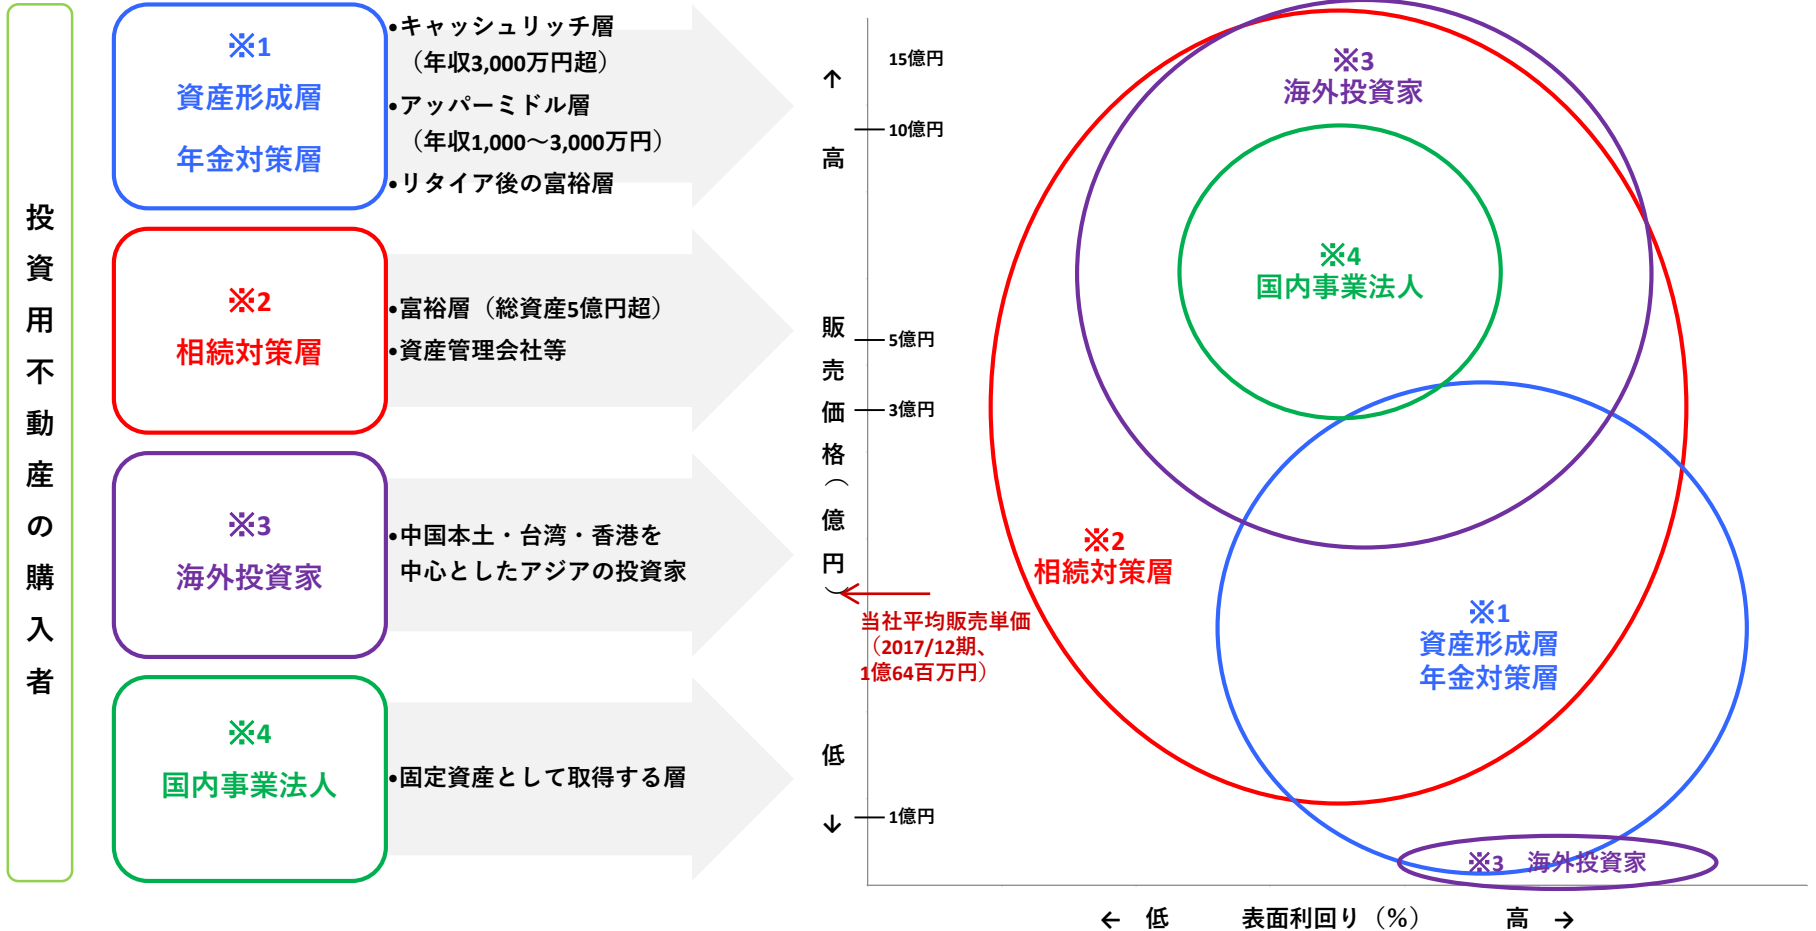 投資用不動産の購入者
※1
資産形成層
年金対策層
•キャッシュリッチ層
（年収3,000万円超）
•アッパーミドル層
（年収1,000～3,000万円）
•リタイア後の富裕層
※2
相続対策層
•富裕層（総資産5億円超）
•資産管理会社等
※3
海外投資家
•中国本土・台湾・香港を
中心としたアジアの投資家
※4
国内事業法人
•固定資産として取得する層
↑
高
販売価格（億円）
低
↓
15億円
10億円
5億円
3億円
1億円
当社平均販売単価
（2017/12期、
1億64百万円）
※3
海外投資家
※4
国内事業法人
※2
相続対策層
※1
資産形成層
年金対策層
※3　海外投資家
← 低　表面利回り（%）　高 →